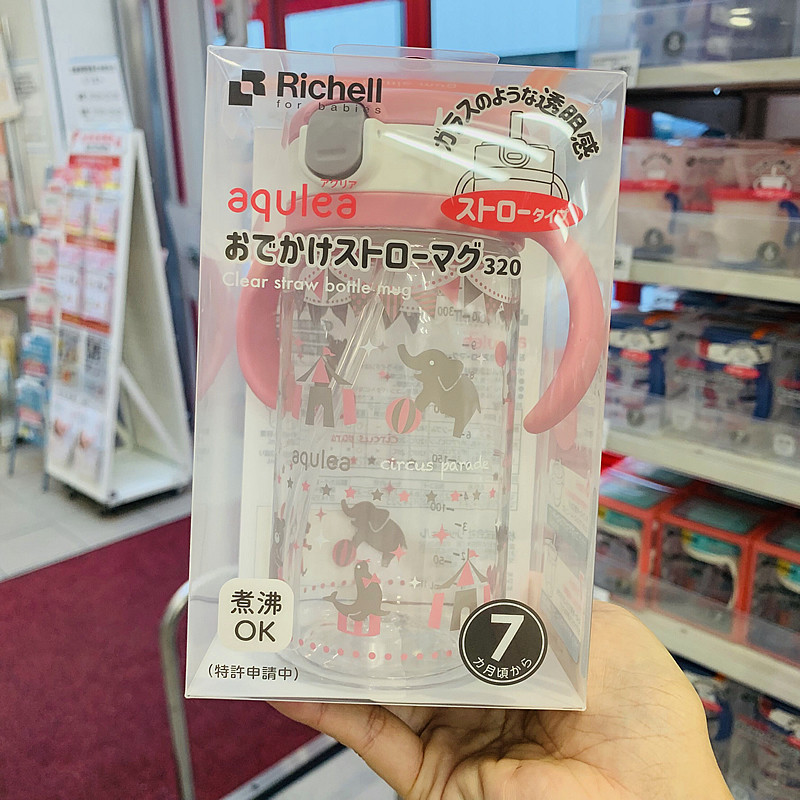 Richell
for babies
ガラスのような透明感
アクリア
aqulea
ストロータイプ
おでかけストローマグ320
Clear straw bottle mug
300
aqulea
circus parade
150
100
煮沸
OK
(特許申請中)
7
カ月頃から